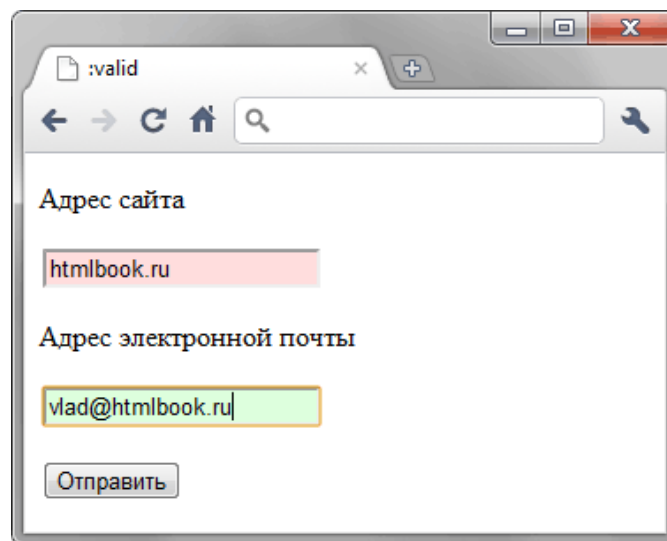 :valid
Адрес сайта
htmlbook.ru
Адрес электронной почты
vlad@htmlbook.ru
Отправить